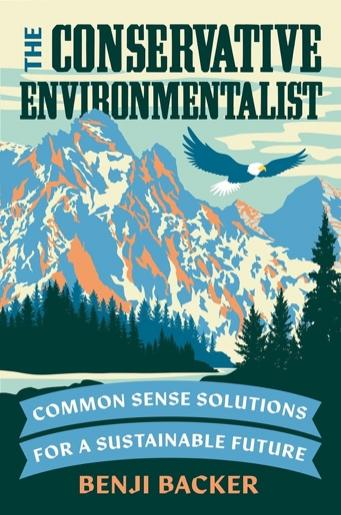 THE CONSERVATIVE
ENVIRONMENTALIST
COMMON SENSE SOLUTIONS
FOR A SUSTAINABLE FUTURE
BENJI BACKER